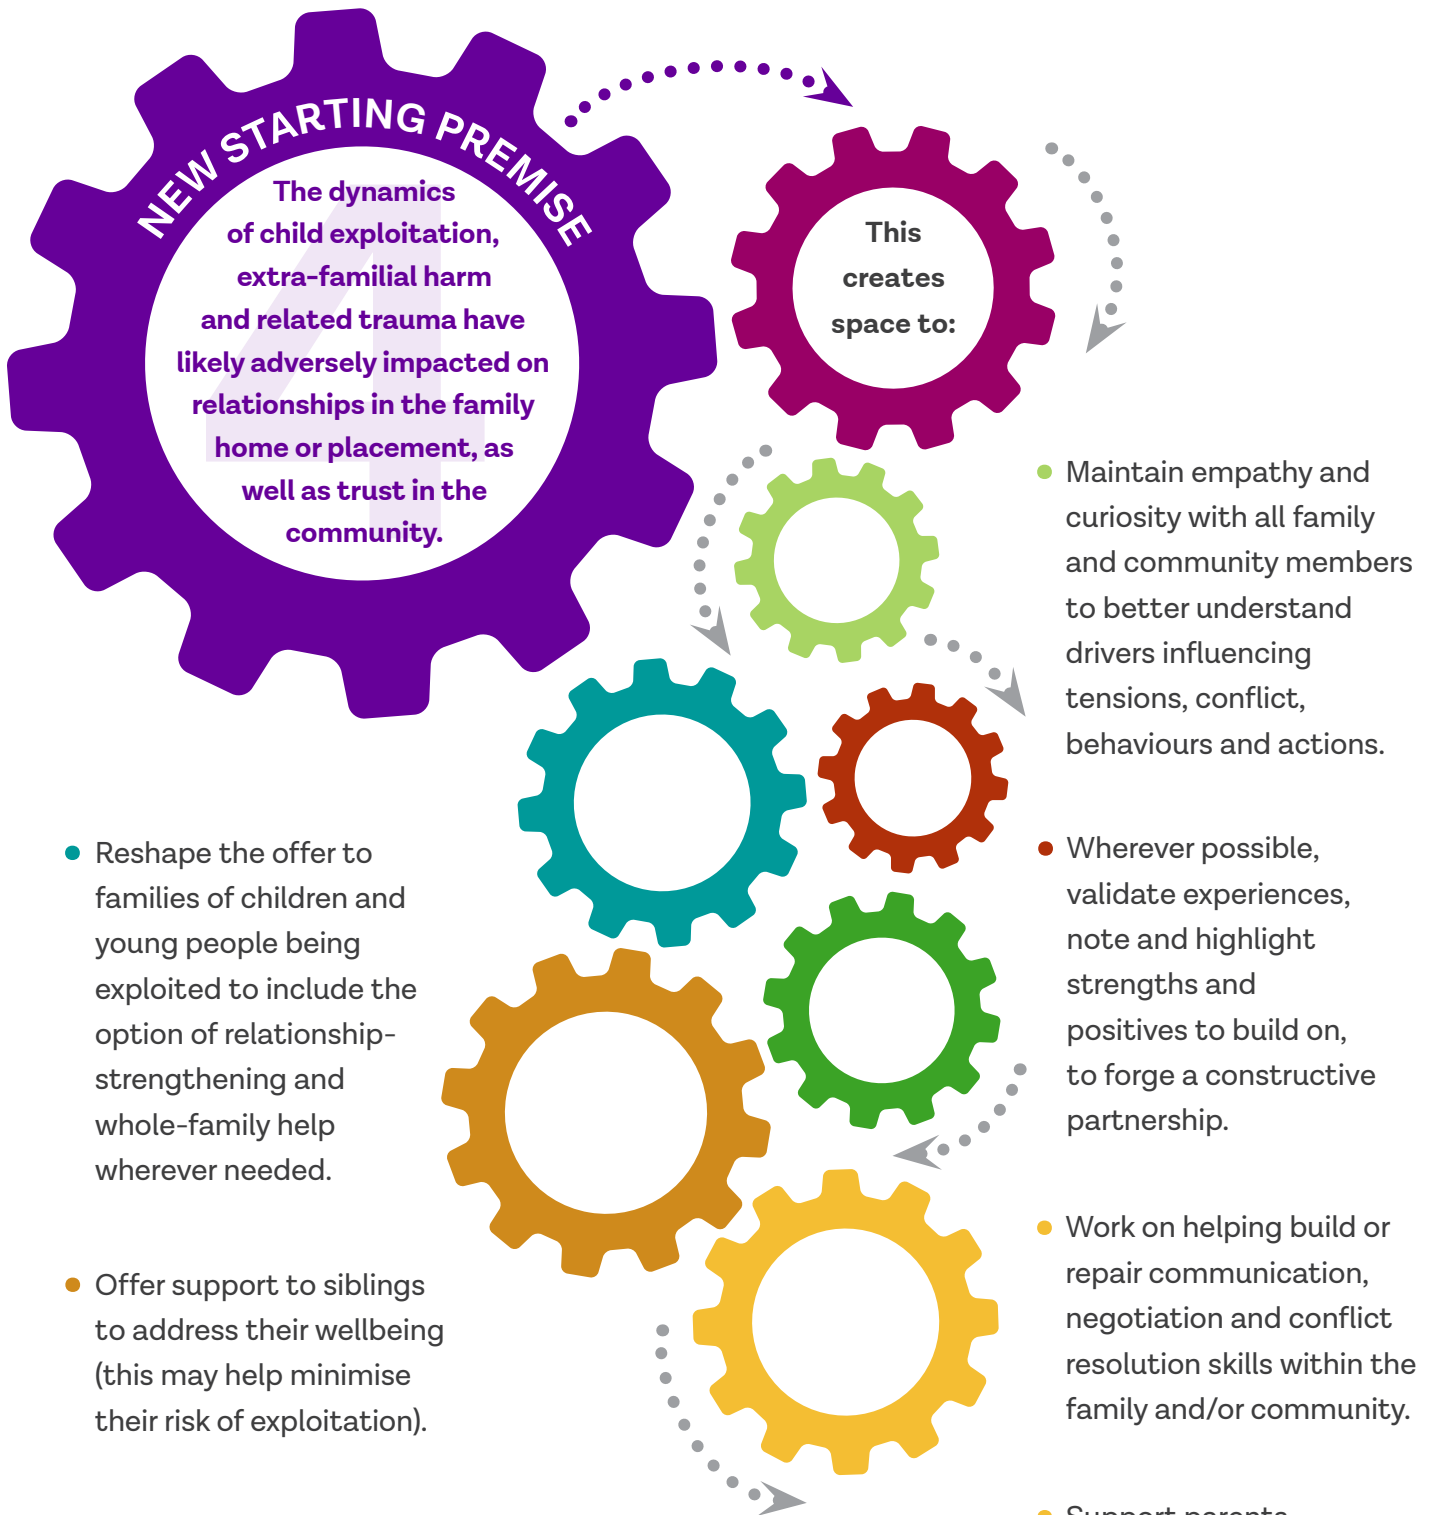 NEW STARTING PREMISE
4
The dynamics
of child exploitation,
extra-familial harm
and related trauma have
likely adversely impacted on
relationships in the family
home or placement, as
well as trust in the
community.
This
creates
space to:
• Maintain empathy and
curiosity with all family
and community members
to better understand
drivers influencing
tensions, conflict,
behaviours and actions.
• Wherever possible,
validate experiences,
note and highlight
strengths and
positives to build on,
to forge a constructive
partnership.
• Work on helping build or
repair communication,
negotiation and conflict
resolution skills within the
family and/or community.
• Support parents
• Reshape the offer to
families of children and
young people being
exploited to include the
option of relationship-
strengthening and
whole-family help
wherever needed.
• Offer support to siblings
to address their wellbeing
(this may help minimise
their risk of exploitation).